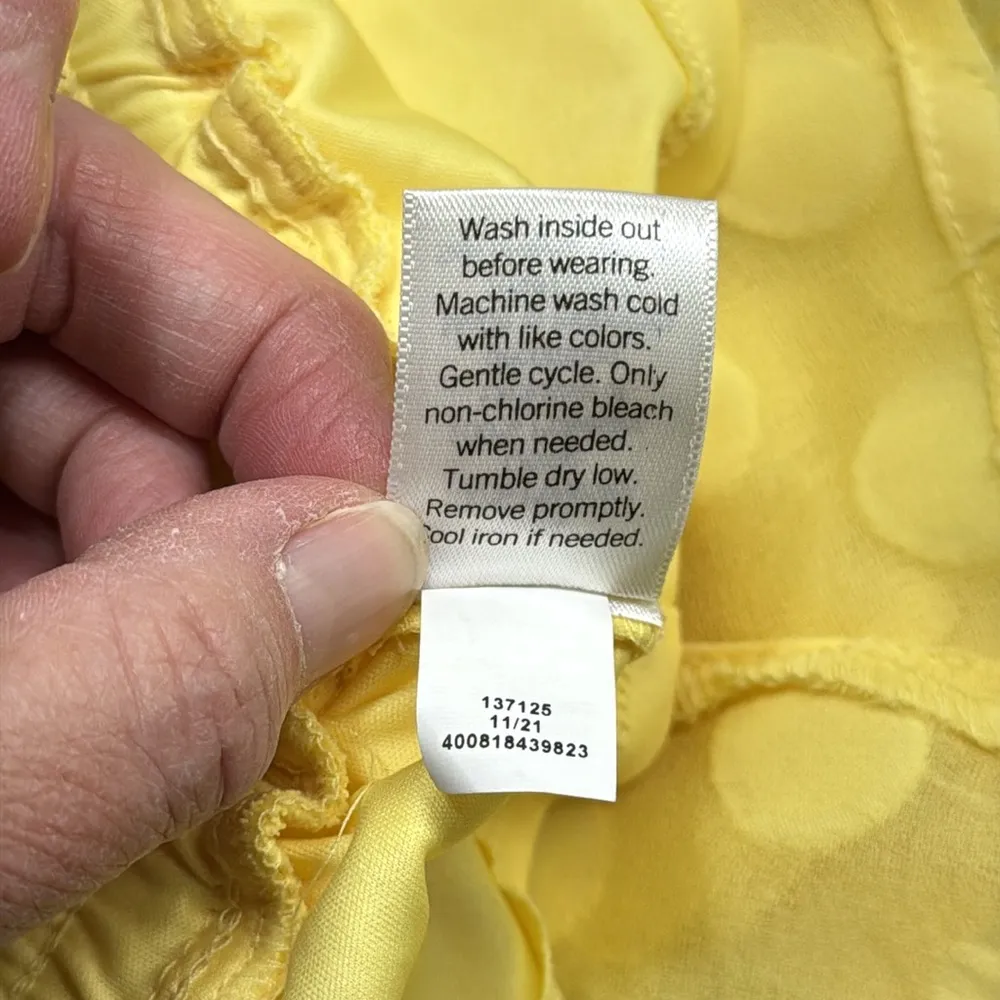 Wash inside out
before wearing.
Machine wash cold
with like colors.
Gentle cycle. Only
non-chlorine bleach
when needed.
Tumble dry low.
Remove promptly.
Cool iron if needed.
137125
11/21
400818439823